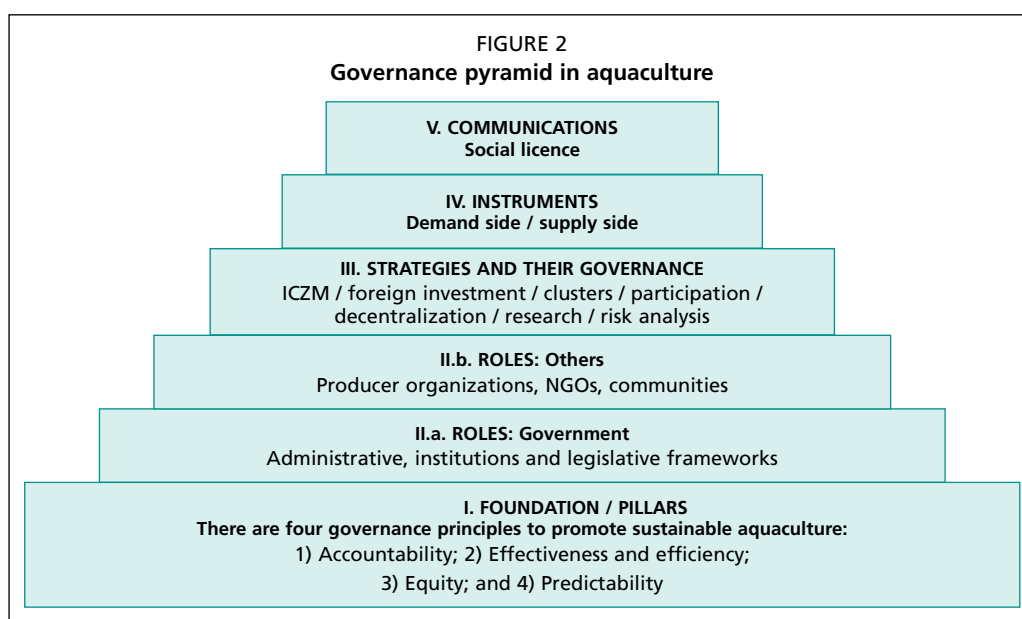 FIGURE 2
Governance pyramid in aquaculture
V. COMMUNICATIONS
Social licence
IV. INSTRUMENTS
Demand side / supply side
III. STRATEGIES AND THEIR GOVERNANCE
ICZM / foreign investment / clusters / participation /
decentralization / research / risk analysis
II.b. ROLES: Others
Producer organizations, NGOs, communities
II.a. ROLES: Government
Administrative, institutions and legislative frameworks
I. FOUNDATION / PILLARS
There are four governance principles to promote sustainable aquaculture:
1) Accountability; 2) Effectiveness and efficiency;
3) Equity; and 4) Predictability